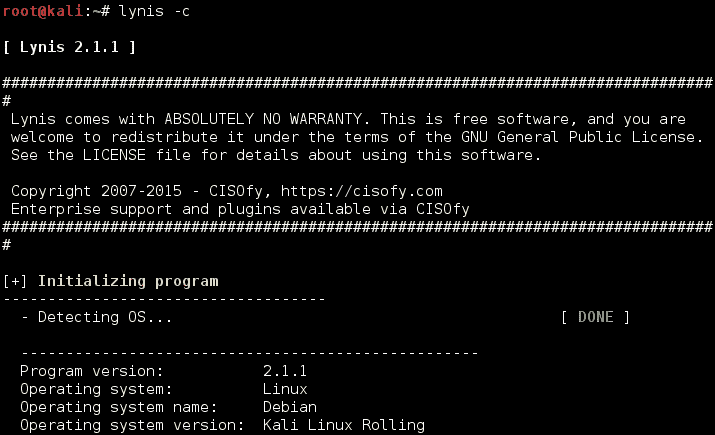 root@kali:~# lynis -c
[ Lynis 2.1.1 ]
################################################################################
#
Lynis comes with ABSOLUTELY NO WARRANTY. This is free software, and you are
welcome to redistribute it under the terms of the GNU General Public License.
See the LICENSE file for details about using this software.
Copyright 2007-2015 - CISOfy, https://cisofy.com
Enterprise support and plugins available via CISOfy
################################################################################
#
[+] Initializing program
------------------------------------
- Detecting OS... [ DONE ]
---------------------------------------------------
Program version: 2.1.1
Operating system: Linux
Operating system name: Debian
Operating system version: Kali Linux Rolling